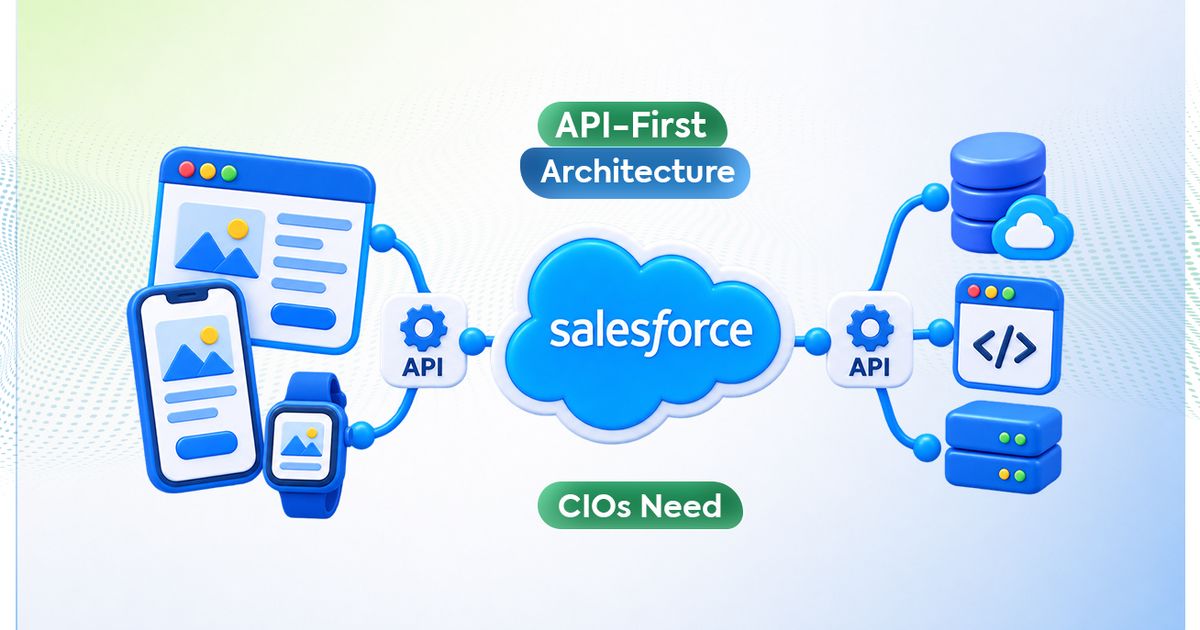 API-First
Architecture
salesforce
API
API
</>
CIOs Need